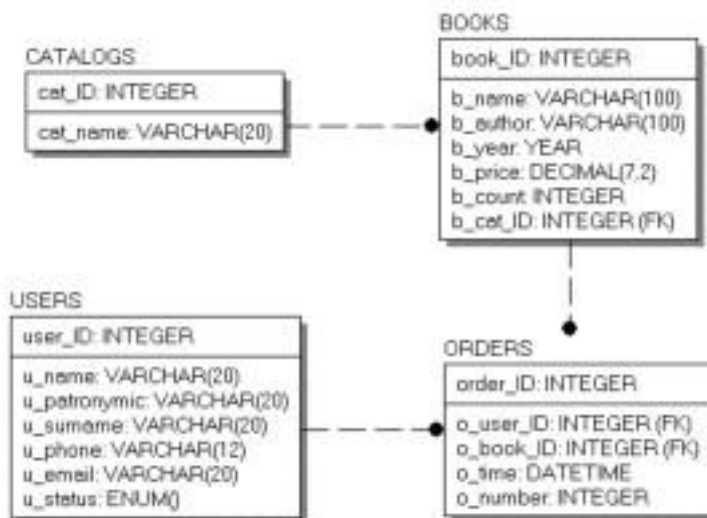 CATALOGS
cat_ID: INTEGER
cat_name: VARCHAR(20)
BOOKS
book_ID: INTEGER
b_name: VARCHAR(100)
b_author: VARCHAR(100)
b_year: YEAR
b_price: DECIMAL(7,2)
b_count: INTEGER
b_cat_ID: INTEGER (FK)
USERS
user_ID: INTEGER
u_name: VARCHAR(20)
u_patronymic: VARCHAR(20)
u_surname: VARCHAR(20)
u_phone: VARCHAR(12)
u_email: VARCHAR(20)
u_status: ENUM()
ORDERS
order_ID: INTEGER
o_user_ID: INTEGER (FK)
o_book_ID: INTEGER (FK)
o_time: DATETIME
o_number: INTEGER